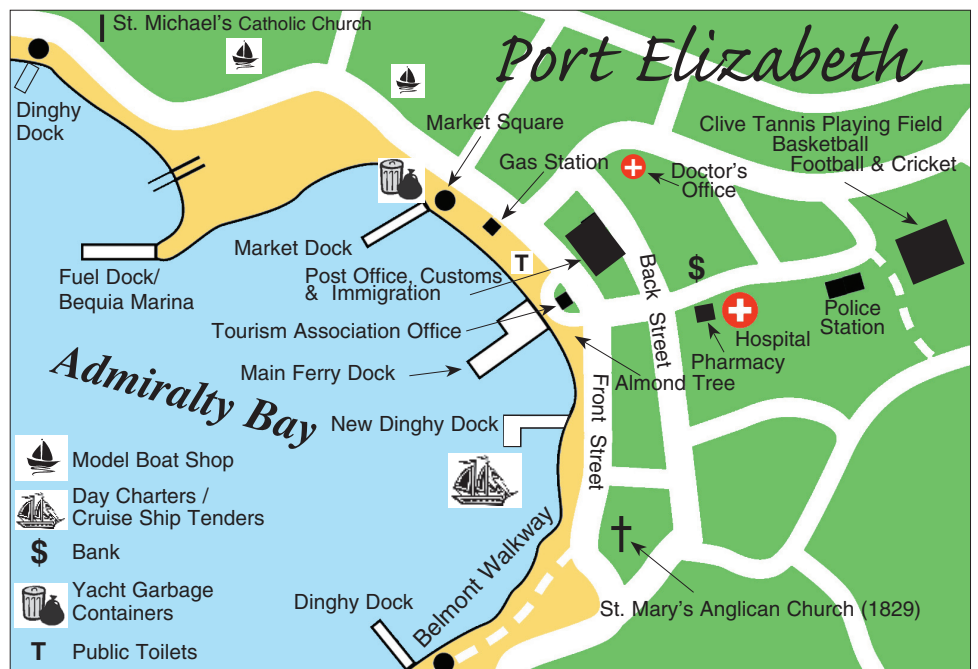 St. Michael's Catholic Church
Port Elizabeth
Dinghy
Dock
Market Square
Gas Station
Clive Tannis Playing Field
Basketball
Football & Cricket
Doctor's
Office
Market Dock
Fuel Dock/
Bequia Marina
T
Post Office, Customs
& Immigration
Back Street
$
Police
Station
Tourism Association Office
Hospital
Pharmacy
Main Ferry Dock
Almond Tree
Admiralty Bay
Front Street
New Dinghy Dock
Model Boat Shop
Day Charters /
Cruise Ship Tenders
$ Bank
Yacht Garbage
Containers
T Public Toilets
Dinghy Dock
Belmont Walkway
St. Mary's Anglican Church (1829)